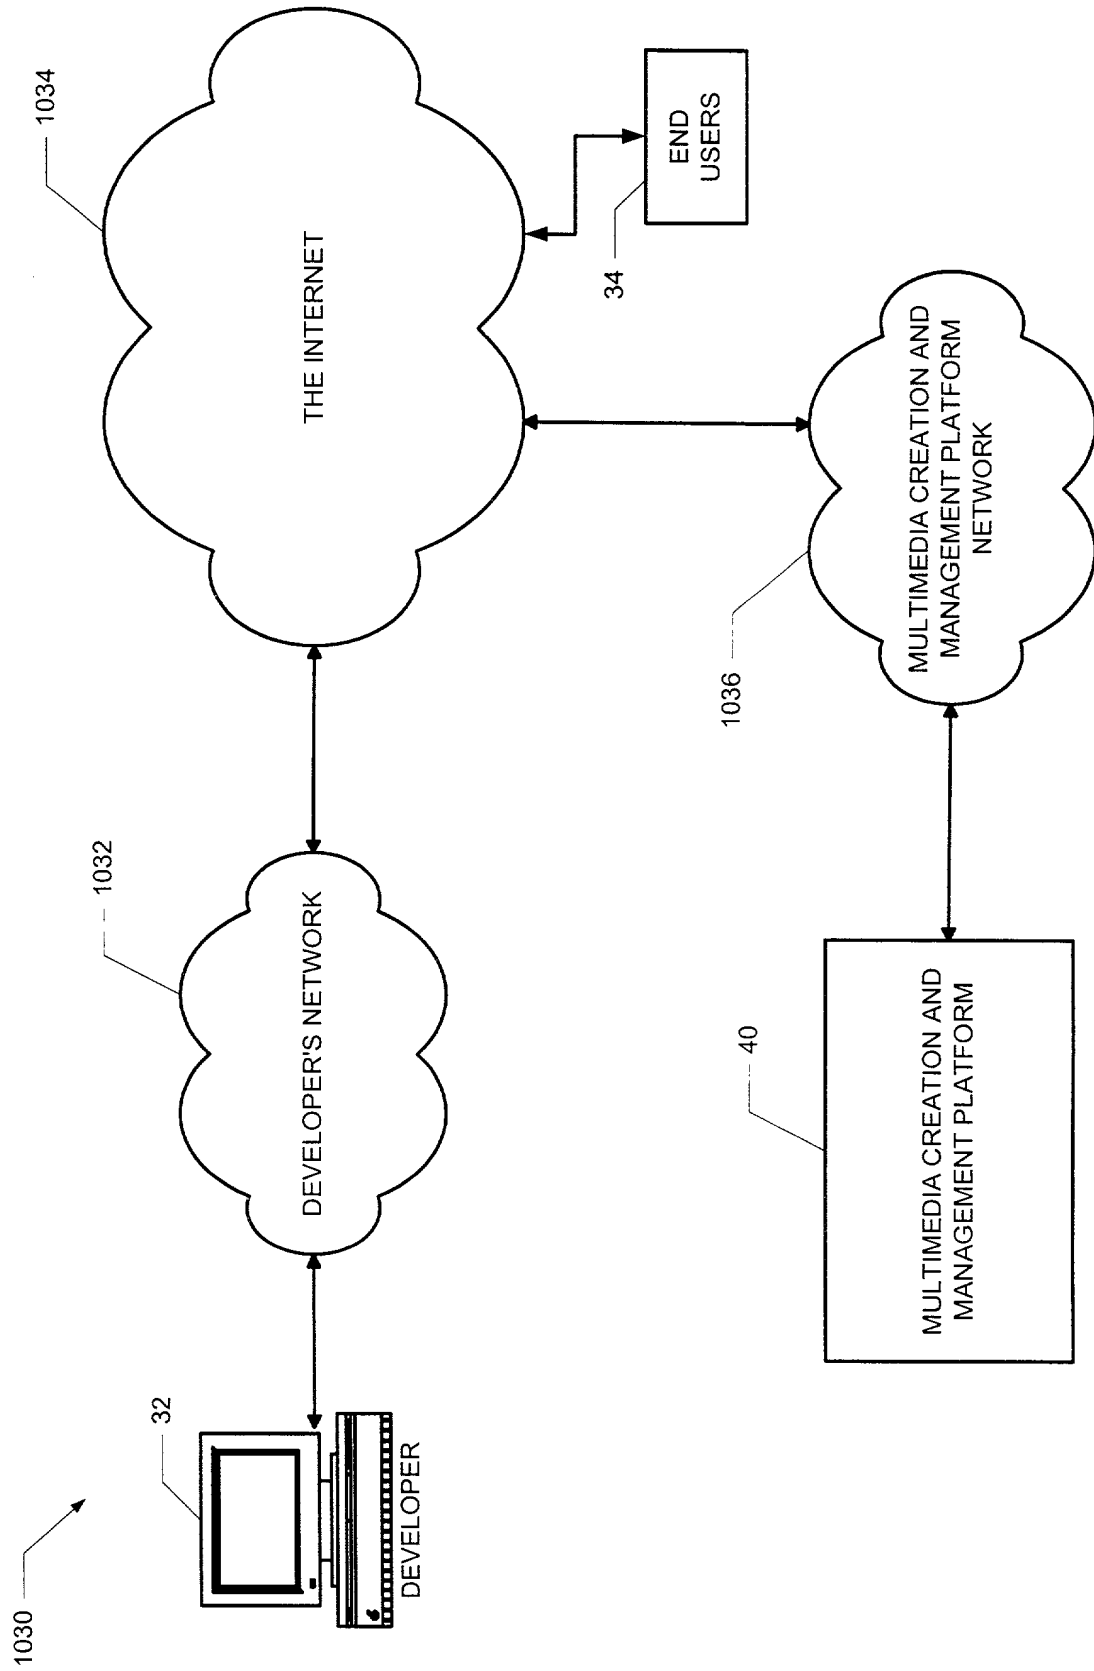 1030
32
DEVELOPER
1032
DEVELOPER'S NETWORK
1034
THE INTERNET
34
END
USERS
40
MULTIMEDIA CREATION AND
MANAGEMENT PLATFORM
1036
MULTIMEDIA CREATION AND
MANAGEMENT PLATFORM
NETWORK